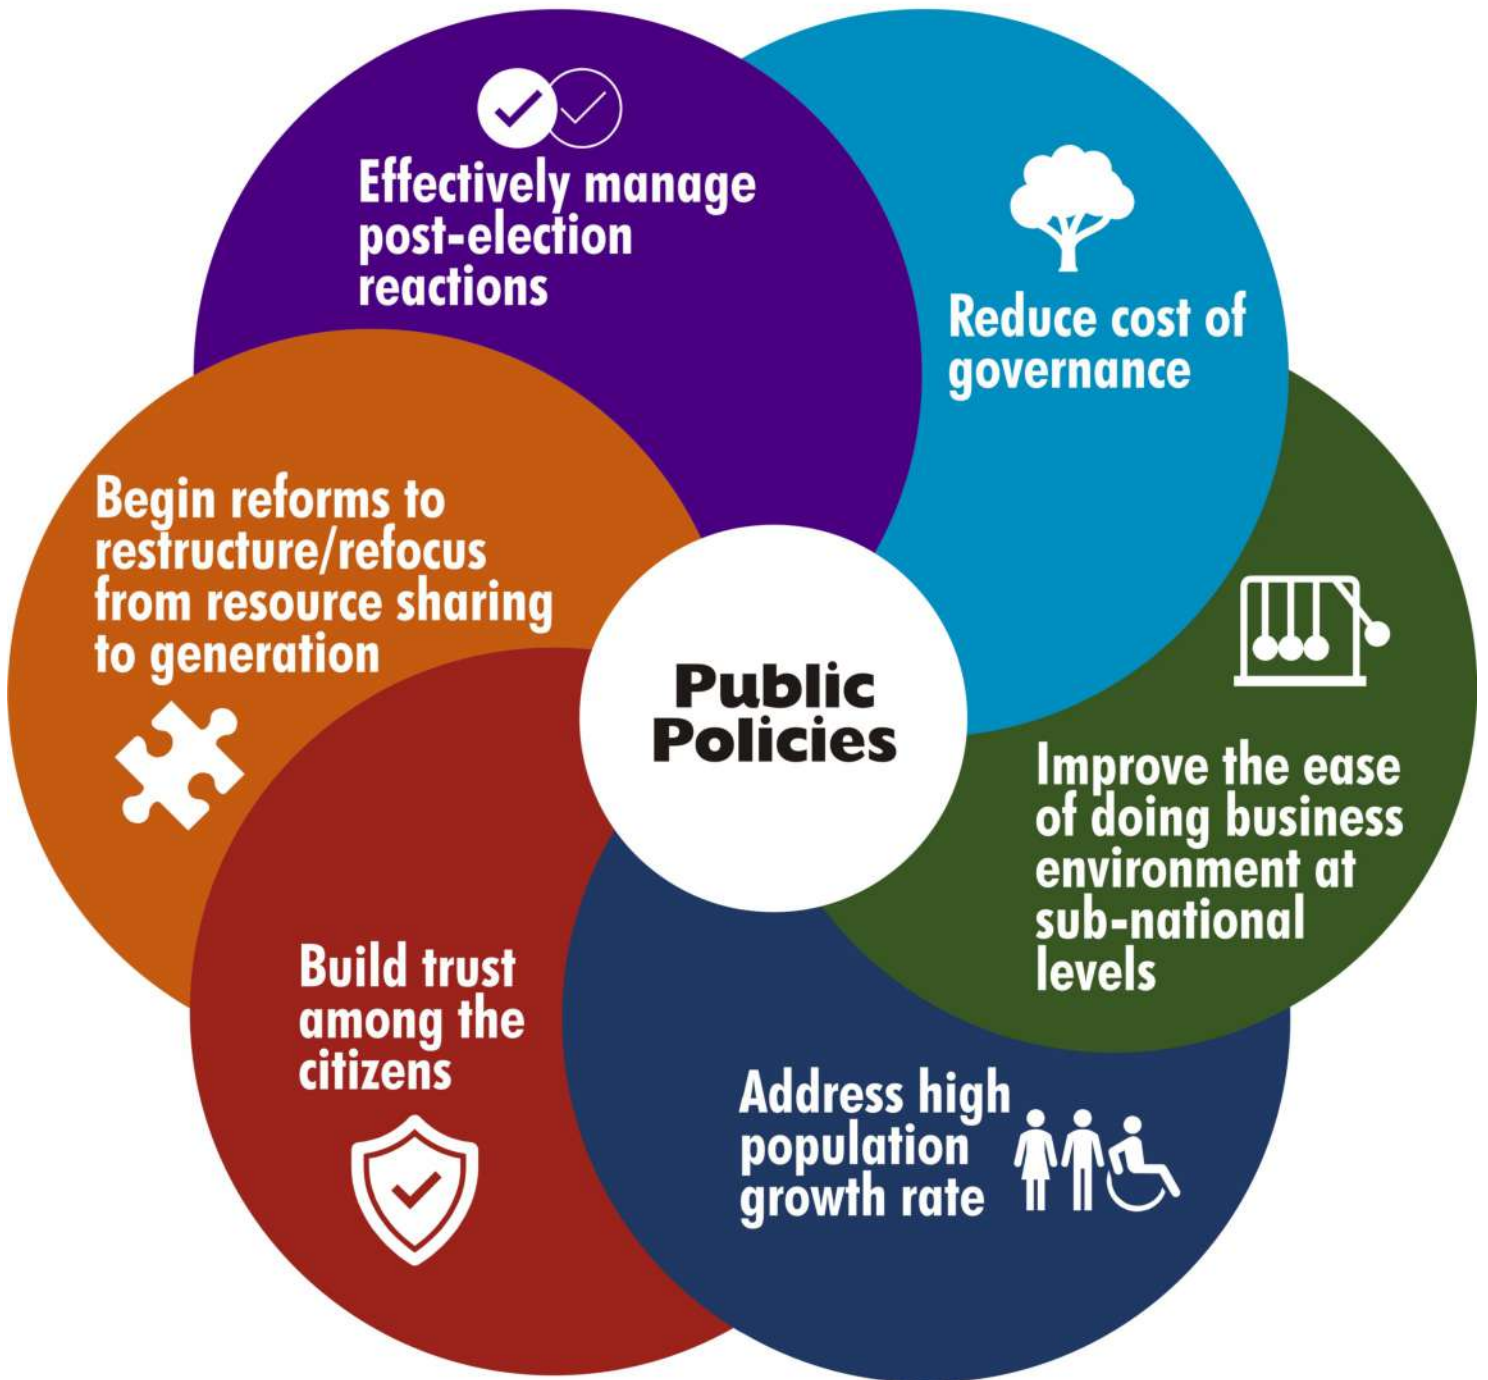 Effectively manage
post-election
reactions
Reduce cost of
governance
Begin reforms to
restructure/refocus
from resource sharing
to generation
Public
Policies
Improve the ease
of doing business
environment at
sub-national
levels
Build trust
among the
citizens
Address high
population
growth rate